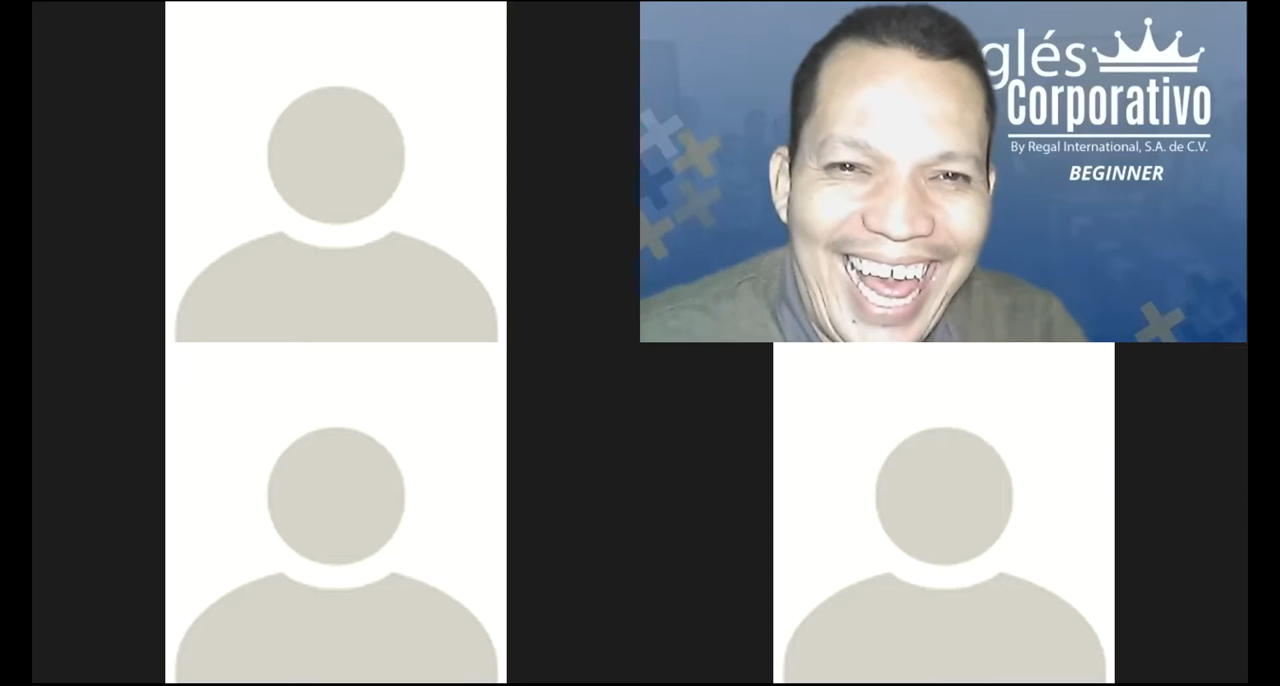 glés
Corporativo
By Regal International, S.A. de C.V.
BEGINNER